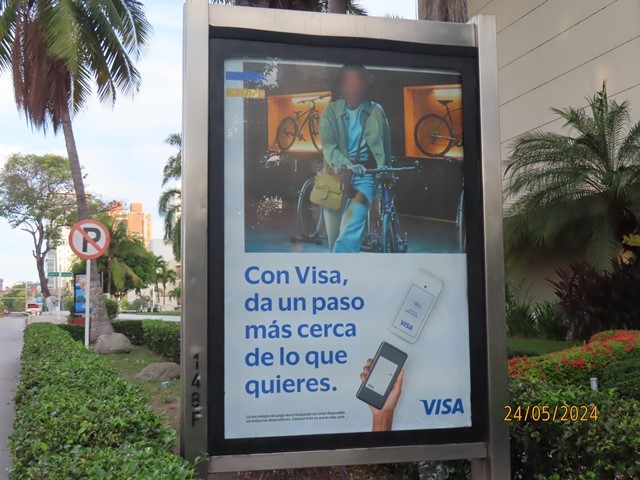 Con Visa,
da un paso
más cerca
de lo que
quieres.
VISA
VISA
P
148F
24/05/2024